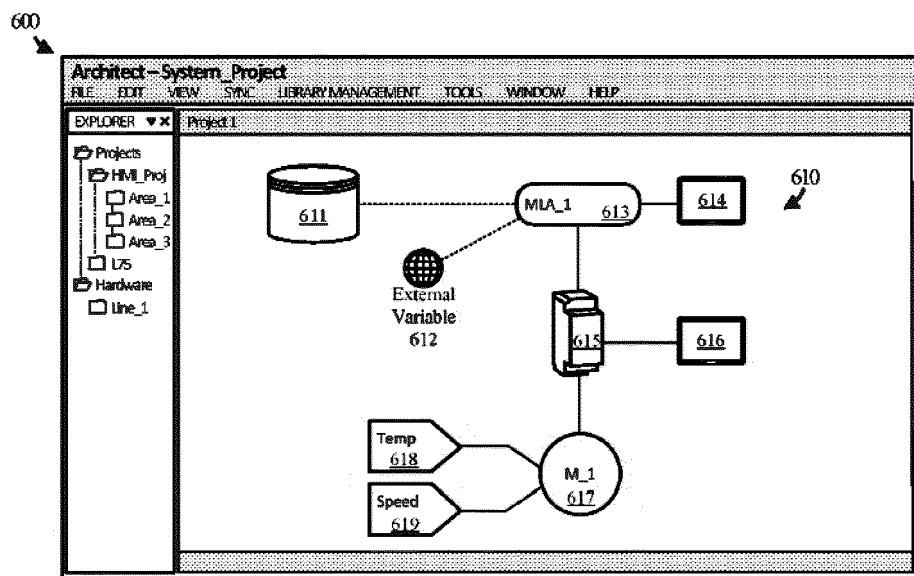 600
Architect – System_Project
FILE EDIT VIEW SYNC LIBRARY MANAGEMENT TOOLS WINDOW HELP
EXPLORER
Project 1
Projects
HMI_Proj
Area_1
Area_2
Area_3
L75
Hardware
Line_1
611
MLA_1 613
614
610
External
Variable
612
615
616
Temp
618
Speed
619
M_1
617